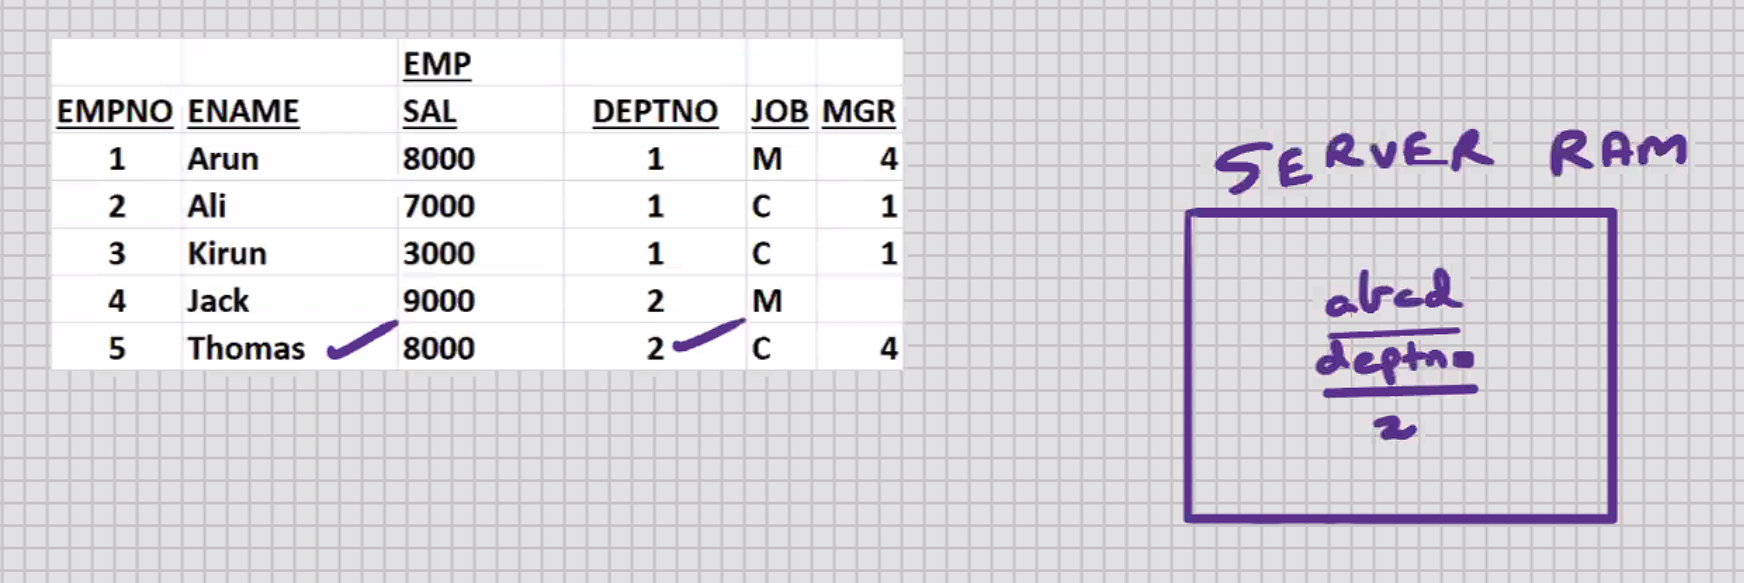 EMP
EMPNO ENAME SAL DEPTNO JOB MGR
1 Arun 8000 1 M 4
2 Ali 7000 1 C 1
3 Kirun 3000 1 C 1
4 Jack 9000 2 M
5 Thomas 8000 2 C 4
SERVER RAM
abcd
deptno
2